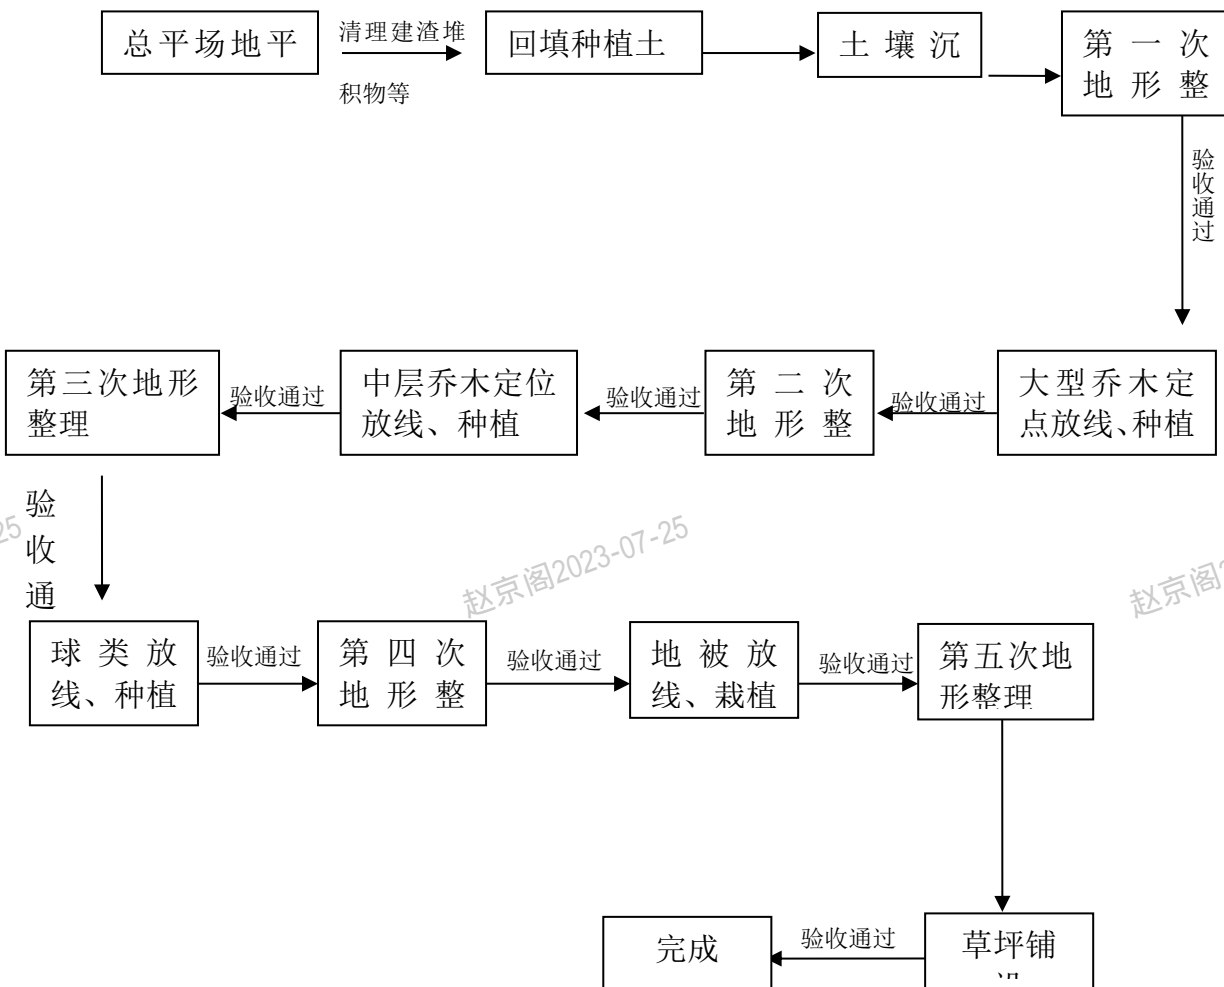 总平场地平
清理建渣堆
积物等
回填种植土
土壤沉
第一次
地形整
验收通过
大型乔木定
点放线、种植
验收通过
第二次
地形整
验收通过
中层乔木定位
放线、种植
验收通过
第三次地形
整理
验
收
通
25
赵京阁2023-07-25
赵京阁2
球类放
线、种植
验收通过
第四次
地形整
验收通过
地被放
线、栽植
验收通过
第五次地
形整理
草坪铺
验收通过
完成